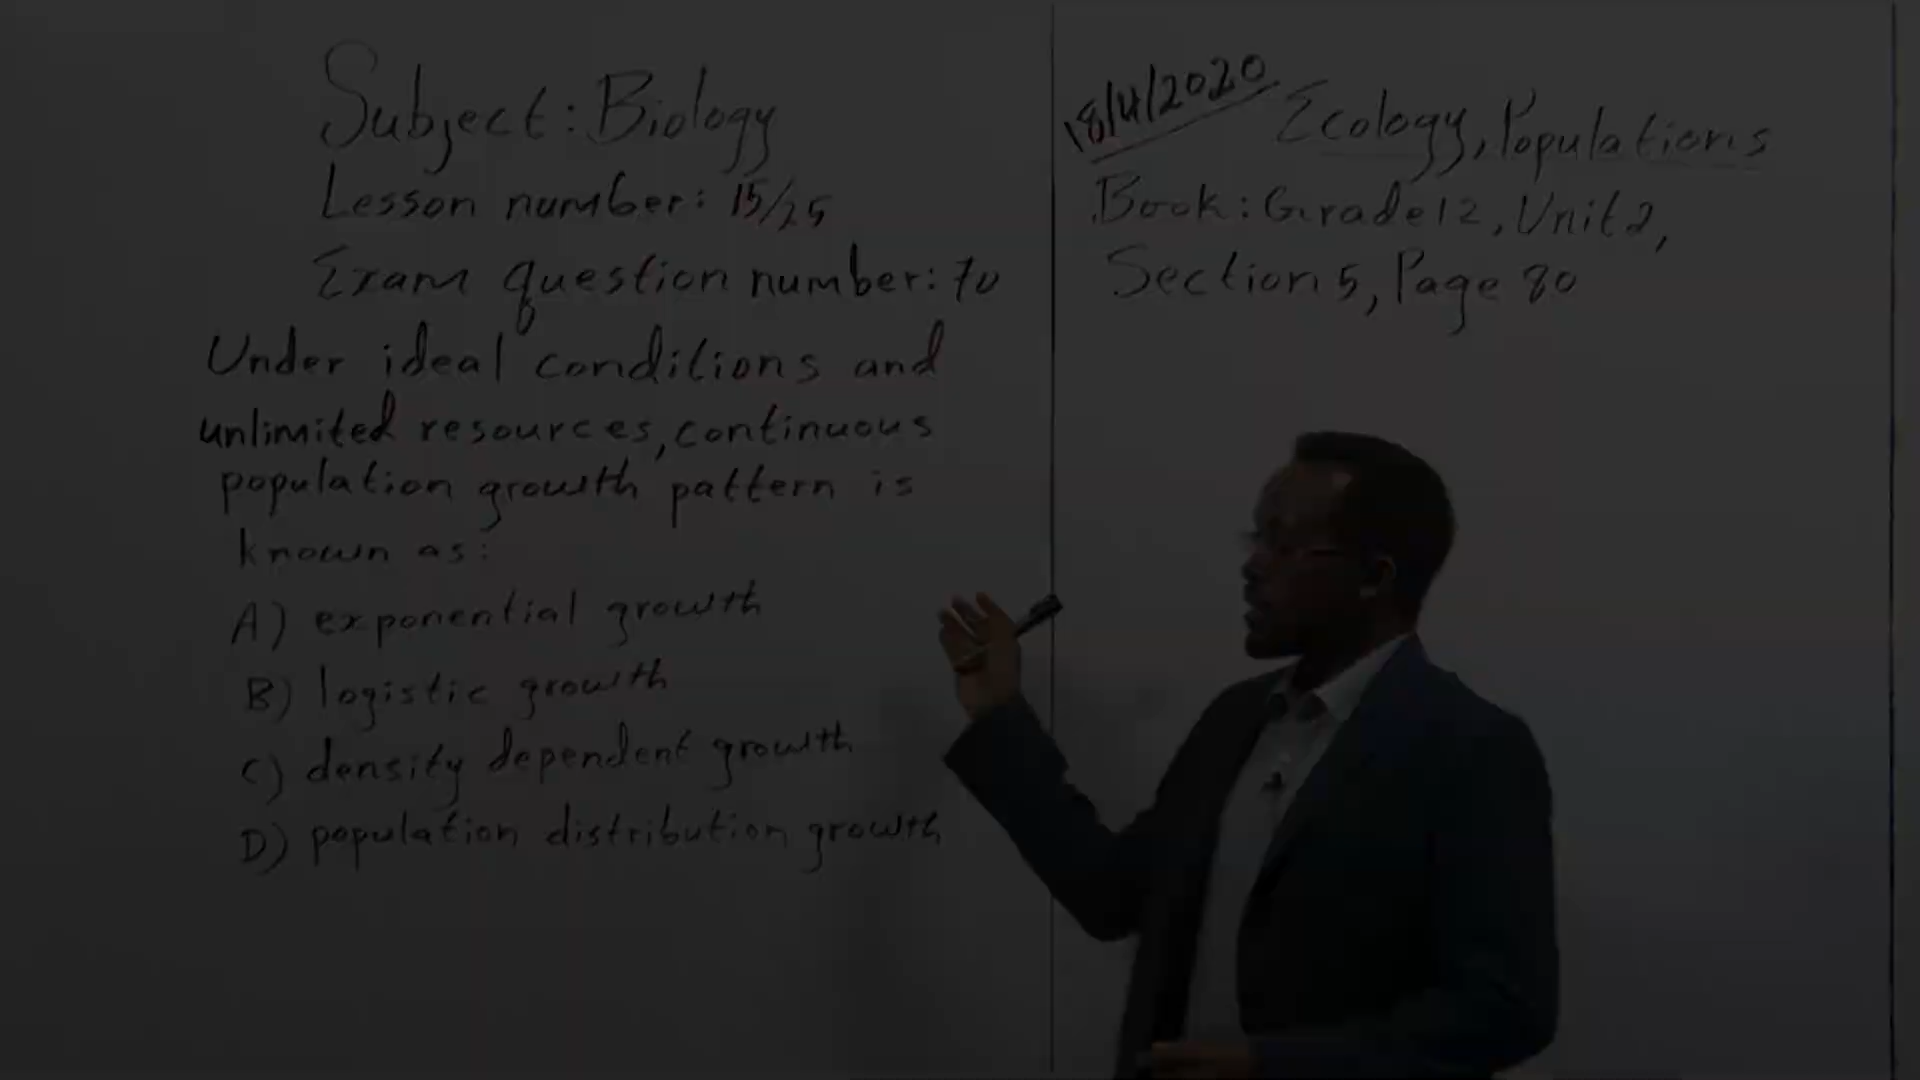 Subject: Biology
Lesson number: 15/25
Exam question number: 70
Under ideal conditions and
unlimited resources, continuous
population growth pattern is
known as:
A) exponential growth
B) logistic growth
C) density dependent growth
D) population distribution growth
18/4/2020
Ecology, Populations
Book: Grade 12, Unit 2,
Section 5, Page 80